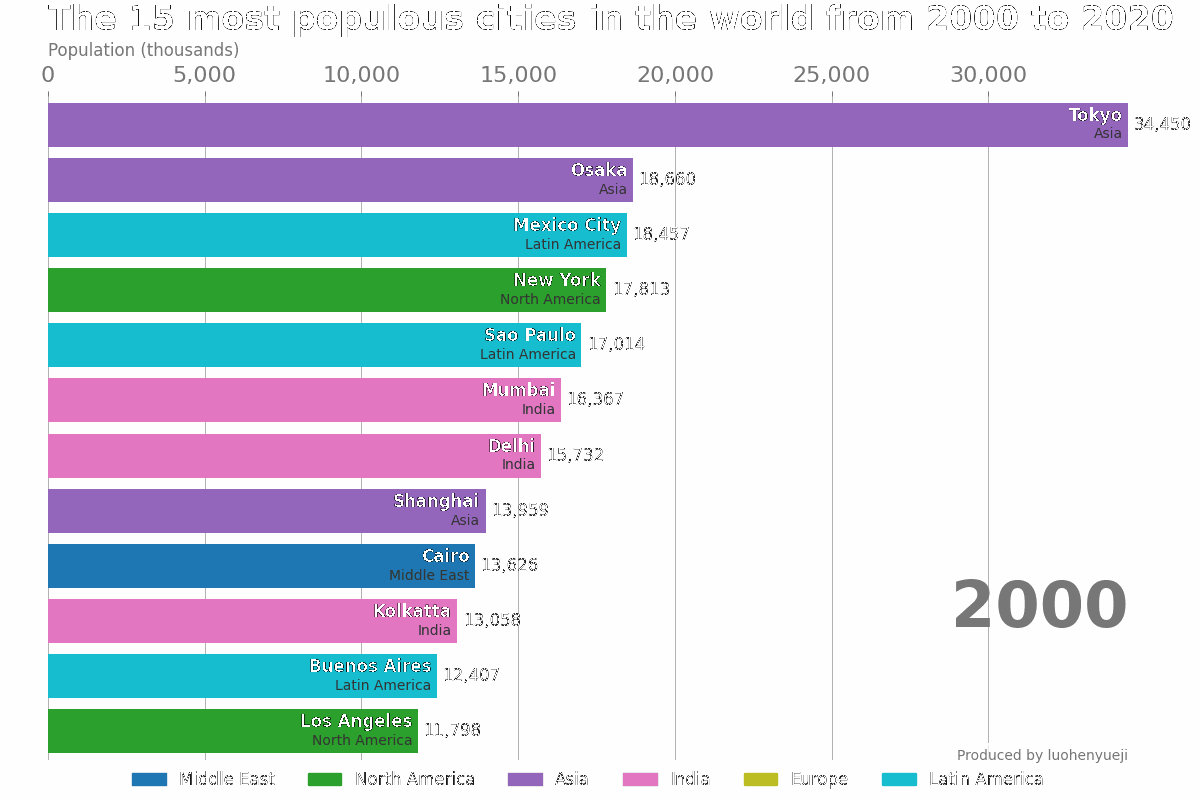 The 15 most populous cities in the world from 2000 to 2020
Population (thousands)
0 5,000 10,000 15,000 20,000 25,000 30,000
Tokyo 34,450
Asia
Osaka 18,660
Asia
Mexico City 18,457
Latin America
New York 17,813
North America
Sao Paulo 17,014
Latin America
Mumbai 16,367
India
Delhi 15,732
India
Shanghai 13,959
Asia
Cairo 13,626
Middle East
Kolkatta 13,058
India
2000
Buenos Aires 12,407
Latin America
Los Angeles 11,798
North America
Produced by luohenyueji
Middle East North America Asia India Europe Latin America